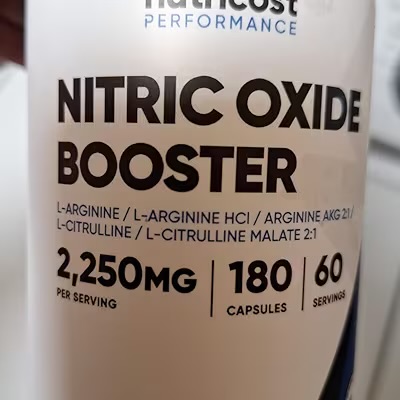 nutricost
PERFORMANCE
NITRIC OXIDE
BOOSTER
L-ARGININE / L-ARGININE HCl / ARGININE AKG 2:1/
L-CITRULLINE / L-CITRULLINE MALATE 2:1
2,250MG 180 60
PER SERVING CAPSULES SERVINGS